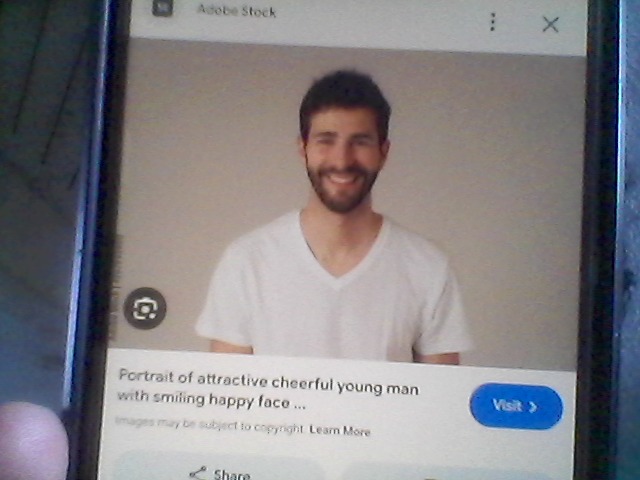 Adobe Stock
Portrait of attractive cheerful young man
with smiling happy face ...
Visit >
Images may be subject to copyright. Learn More
Share